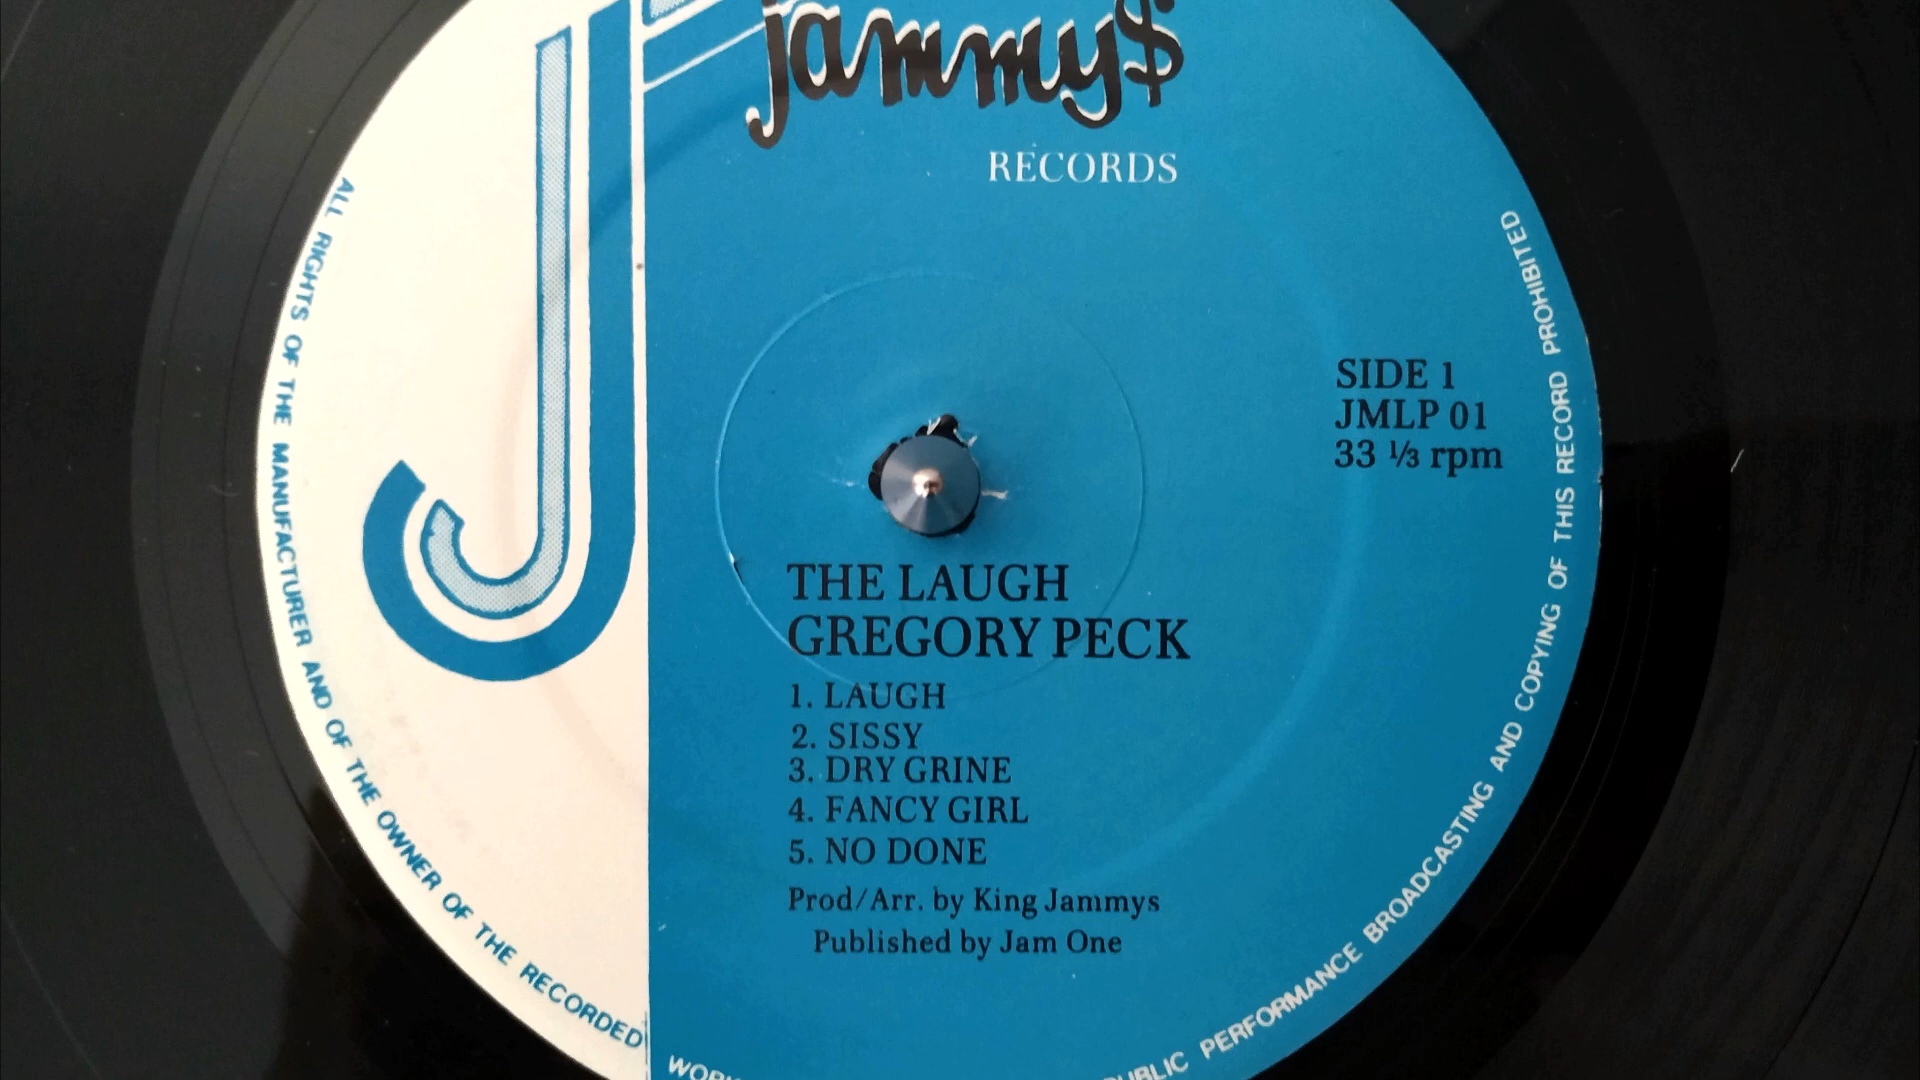 jammy$
RECORDS
SIDE 1
JMLP 01
33 ⅓ rpm
THE LAUGH
GREGORY PECK
1. LAUGH
2. SISSY
3. DRY GRINE
4. FANCY GIRL
5. NO DONE
Prod/Arr. by King Jammys
Published by Jam One
ALL RIGHTS OF THE MANUFACTURER AND OF THE OWNER OF THE RECORDED
PERFORMANCE BROADCASTING AND COPYING OF THIS RECORD PROHIBITED